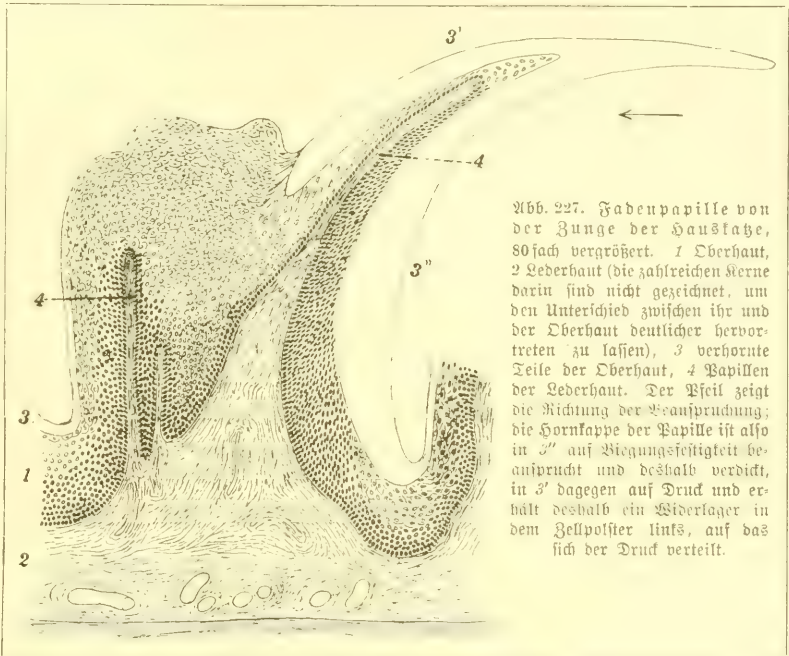 3'
4
3"
4
3
1
2
Abb. 227. Fadenpapille von
der Zunge der Hauskatze,
80fach vergrößert. 1 Oberhaut,
2 Lederhaut (die zahlreichen Kerne
darin sind nicht gezeichnet, um
den Unterschied zwischen ihr und
der Oberhaut deutlicher hervor-
treten zu lassen), 3 verhornte
Teile der Oberhaut, 4 Papillen
der Lederhaut. Der Pfeil zeigt
die Richtung der Beanspruchung;
die Hornkappe der Papille ist also
in 3" auf Biegungsfestigkeit be-
ansprucht und deshalb verdickt,
in 3' dagegen auf Druck und er-
hält deshalb ein Widerlager in
dem Zellpolster links, auf das
sich der Druck verteilt.